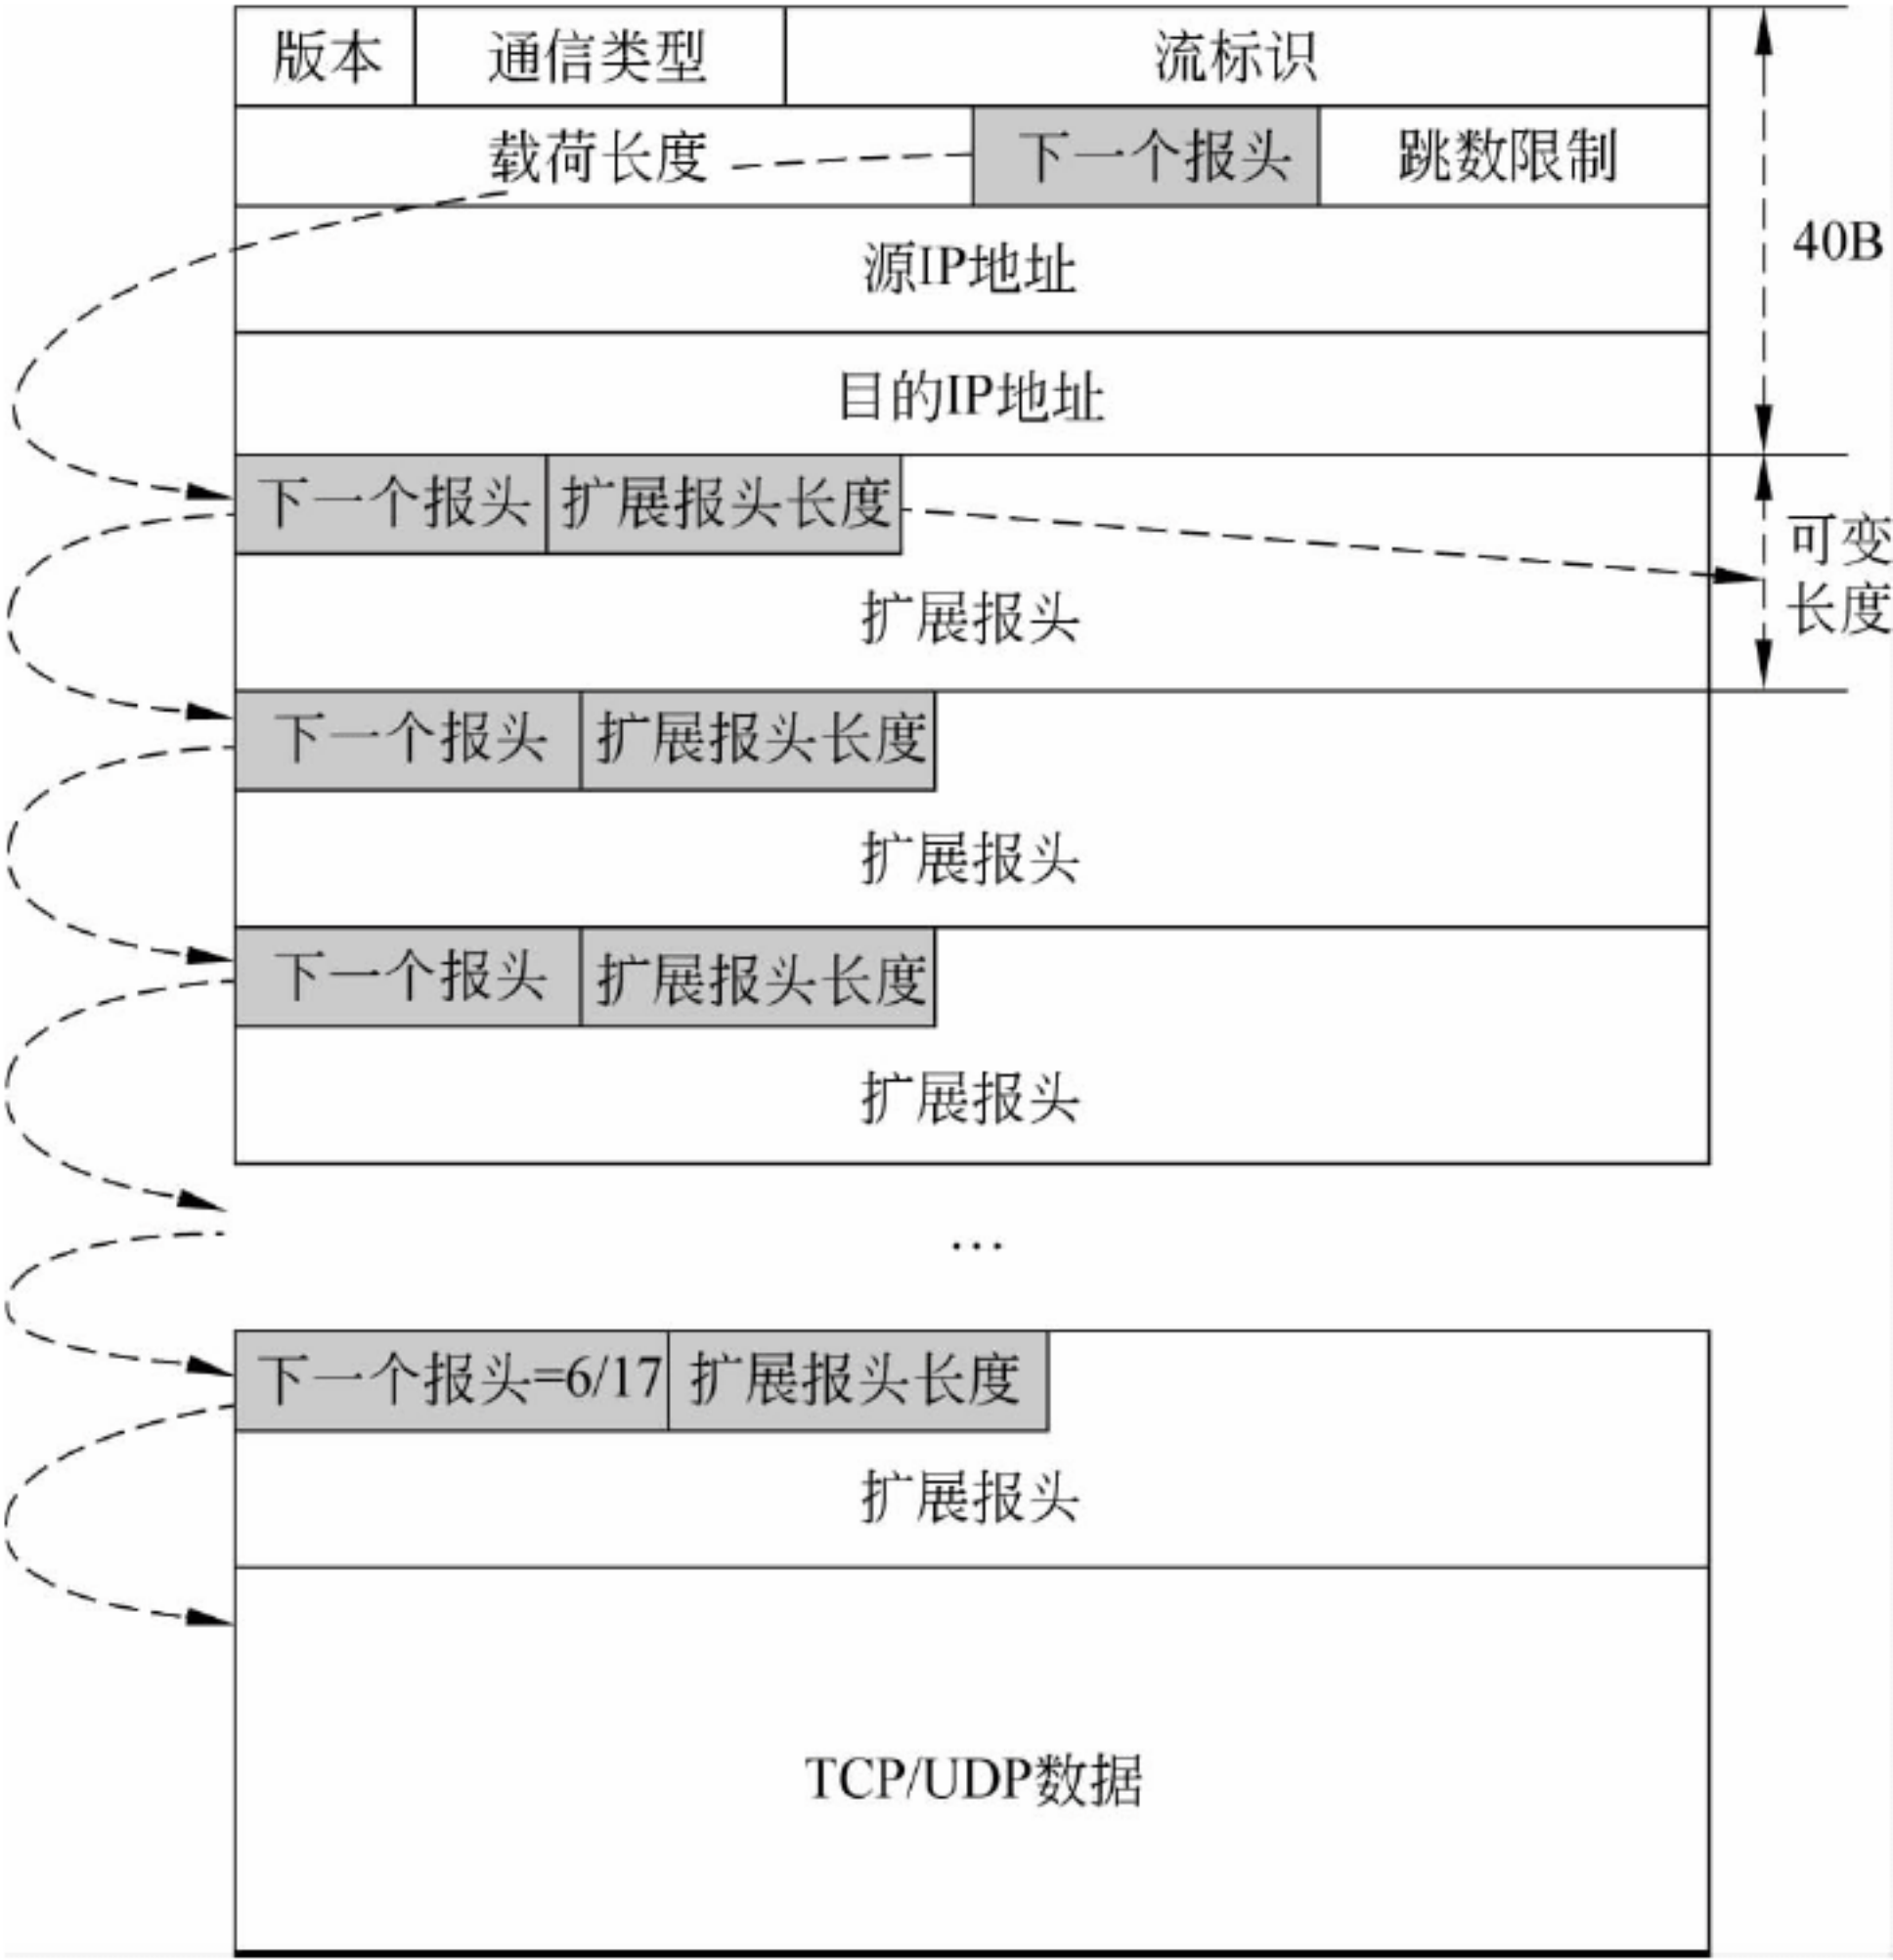 版本 通信类型 流标识
载荷长度 下一个报头 跳数限制
40B
源IP地址
目的IP地址
下一个报头 扩展报头长度
可变
长度
扩展报头
下一个报头 扩展报头长度
扩展报头
下一个报头 扩展报头长度
扩展报头
…
下一个报头=6/17 扩展报头长度
扩展报头
TCP/UDP数据